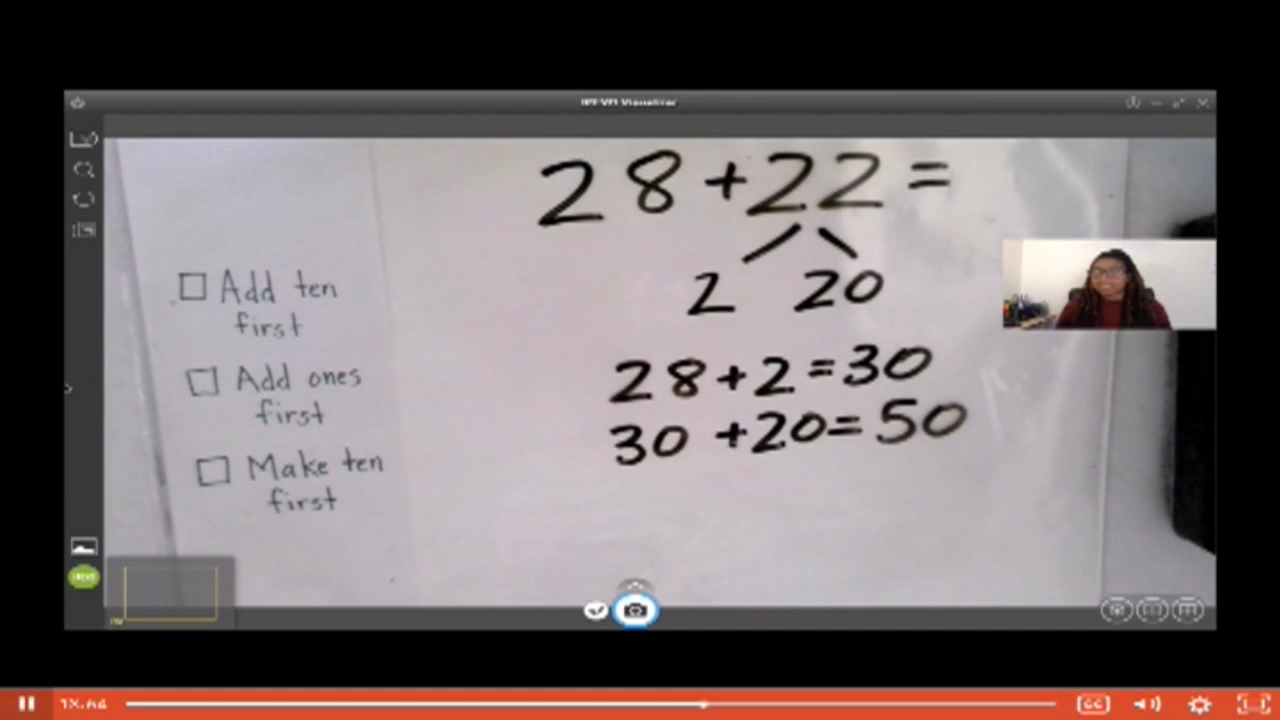 28+22=
2 20
28+2=30
30+20=50
Add ten
first
Add ones
first
Make ten
first
CC